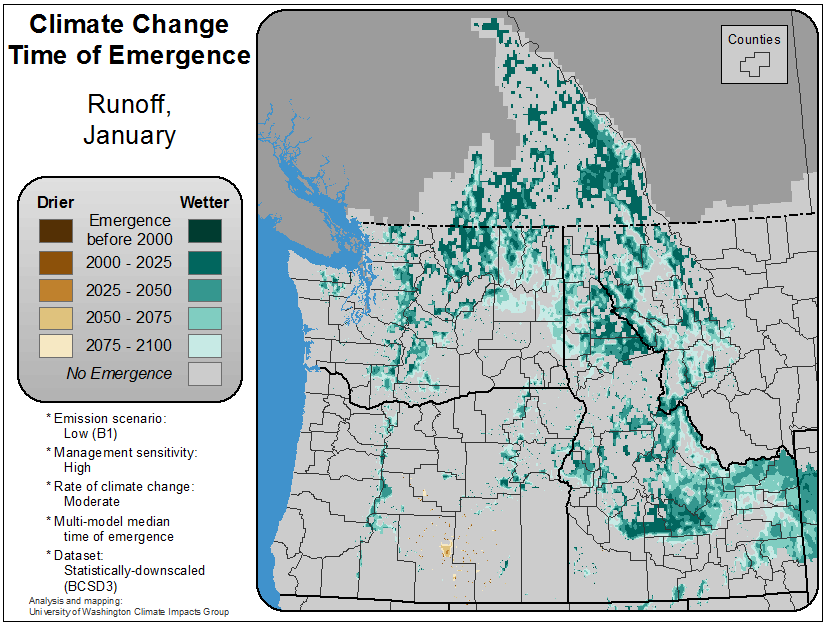 Climate Change
Time of Emergence
Runoff,
January
Counties
Drier
Wetter
Emergence
before 2000
2000 - 2025
2025 - 2050
2050 - 2075
2075 - 2100
No Emergence
* Emission scenario:
Low (B1)
* Management sensitivity:
High
* Rate of climate change:
Moderate
* Multi-model median
time of emergence
* Dataset:
Statistically-downscaled
(BCSD3)
Analysis and mapping:
University of Washington Climate Impacts Group